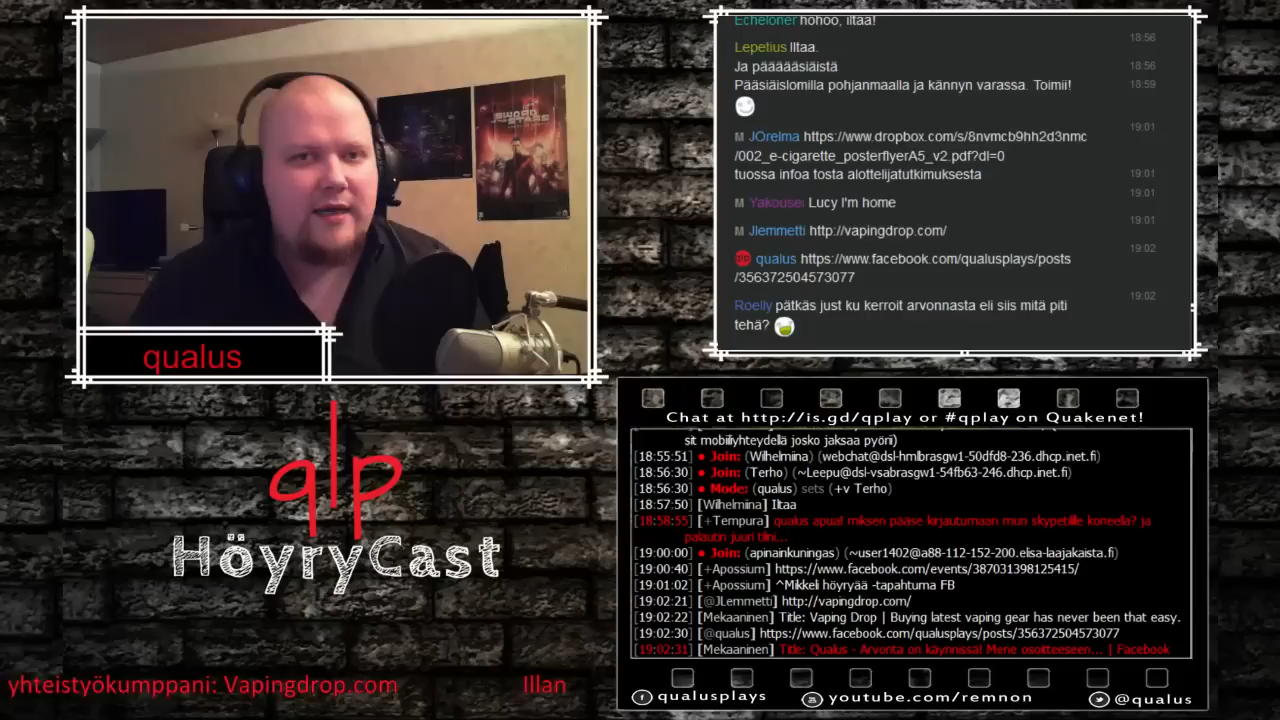 SWORD
STARS
qualus
qlp
HöyryCast
yhteistyökumppani: Vapingdrop.com
Illan
Echeloner hohoo, iltaa!
18:56
Lepetius Iltaa.
Ja pääääsiäistä 18:56
Pääsiäislomilla pohjanmaalla ja kännyn varassa. Toimii! 18:59
19:01
M JOrelma https://www.dropbox.com/s/8nvmcb9hh2d3nmc
/002_e-cigarette_posterflyerA5_v2.pdf?dl=0
tuossa infoa tosta alottelijatutkimuksesta 19:01
19:01
M Yakousei Lucy I'm home
19:01
M Jlemmetti http://vapingdrop.com/
19:02
qlp qualus https://www.facebook.com/qualusplays/posts
/356372504573077
19:02
Roelly pätkäs just ku kerroit arvonnasta eli siis mitä piti
tehä?
Chat at http://is.gd/qplay or #qplay on Quakenet!
sit mobiiliyhteydellä josko jaksaa pyörii)
[18:55:51] ● Join: (Wilhelmina) (webchat@dsl-hmlbrasgw1-50dfd8-236.dhcp.inet.fi)
[18:56:30] ● Join: (Terho) (~Leepu@dsl-vsabrasgw1-54fb63-246.dhcp.inet.fi)
[18:56:30] ● Mode: (qualus) sets (+v Terho)
[18:57:50] [Wilhelmina] Iltaa
[18:58:55] [+Tempura] qualus apua! miksen pääse kirjautumaan mun skypetilille koneella? ja
palautin juuri tilini...
[19:00:00] ● Join: (apinainkuningas) (~user1402@a88-112-152-200.elisa-laajakaista.fi)
[19:00:40] [+Apossium] https://www.facebook.com/events/387031398125415/
[19:01:02] [+Apossium] ^Mikkeli höyryää -tapahtuma FB
[19:02:21] [@JLemmetti] http://vapingdrop.com/
[19:02:22] [Mekaaninen] Title: Vaping Drop | Buying latest vaping gear has never been that easy.
[19:02:30] [@qualus] https://www.facebook.com/qualusplays/posts/356372504573077
[19:02:31] [Mekaaninen] Title: Qualus - Arvonta on käynnissä! Mene osoitteeseen... | Facebook
qualusplays youtube.com/remnon @qualus